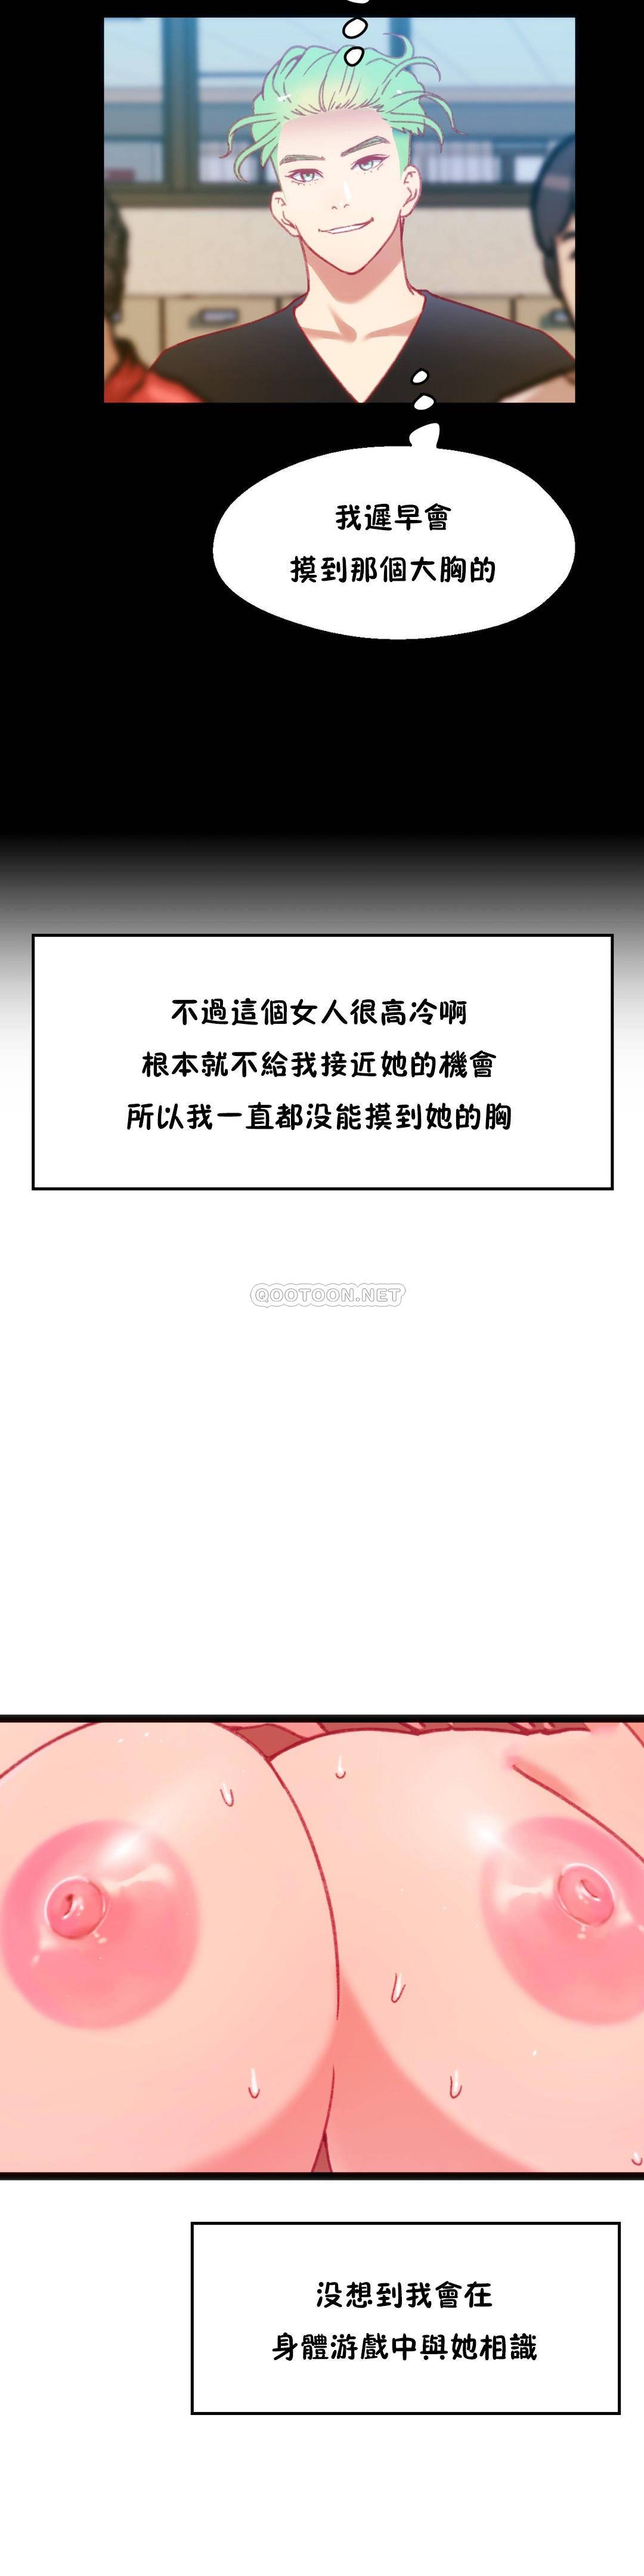 我遲早會
摸到那個大胸的
不過這個女人很高冷啊
根本就不給我接近她的機會
所以我一直都没能摸到她的胸
QOOTOON.NET
没想到我會在
身體游戲中與她相識